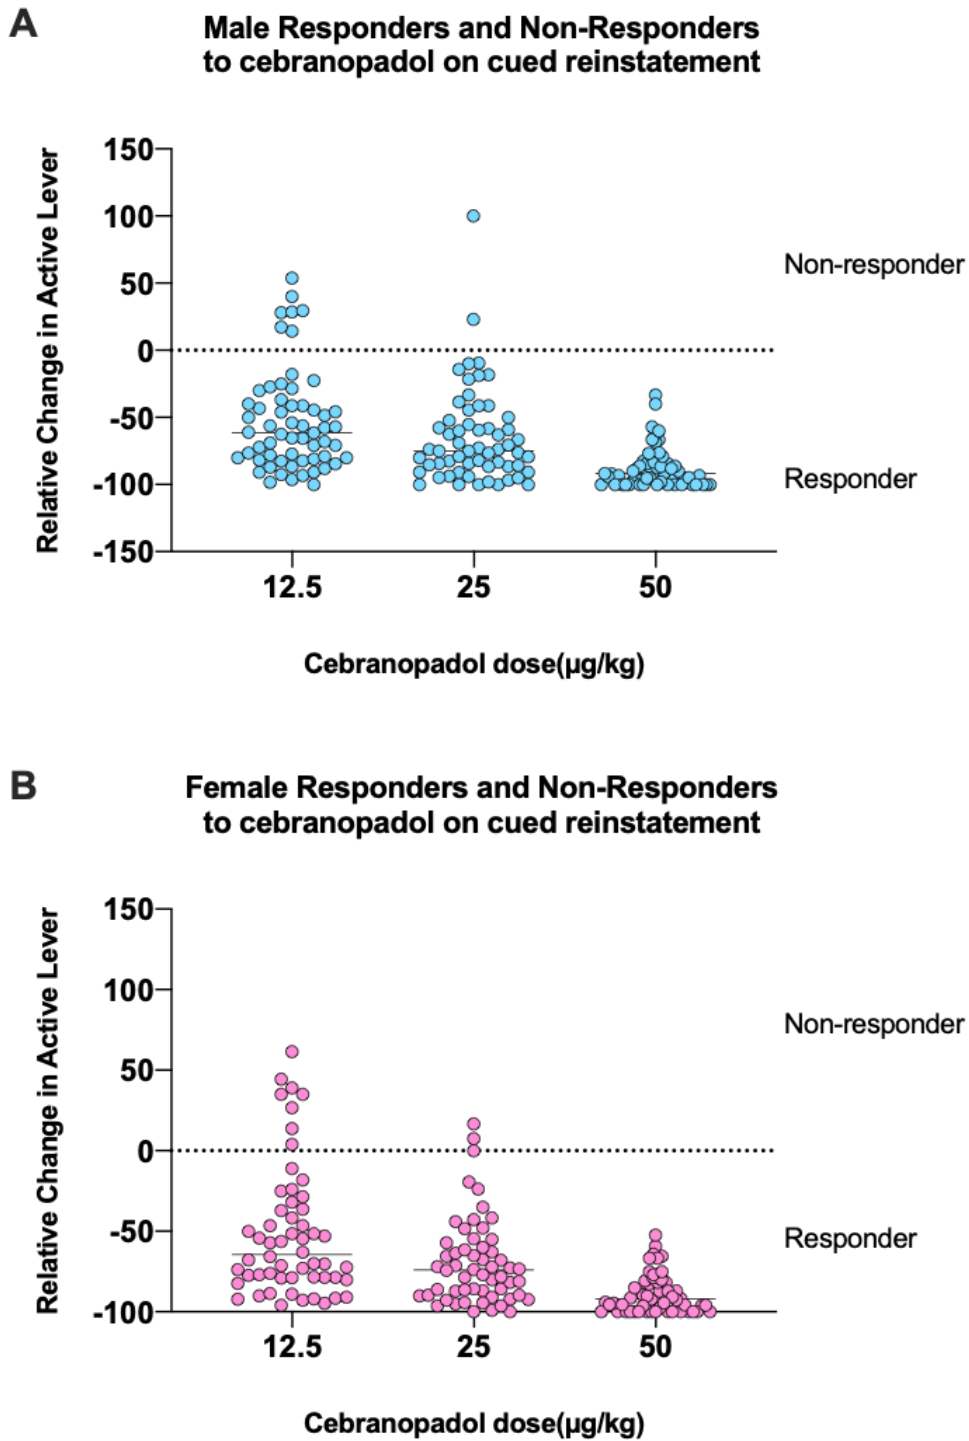 A
Male Responders and Non-Responders
to cebranopadol on cued reinstatement
Relative Change in Active Lever
150
100
50
0
-50
-100
-150
Non-responder
Responder
12.5
25
50
Cebranopadol dose(µg/kg)
B
Female Responders and Non-Responders
to cebranopadol on cued reinstatement
Relative Change in Active Lever
150
100
50
0
-50
-100
Non-responder
Responder
12.5
25
50
Cebranopadol dose(µg/kg)